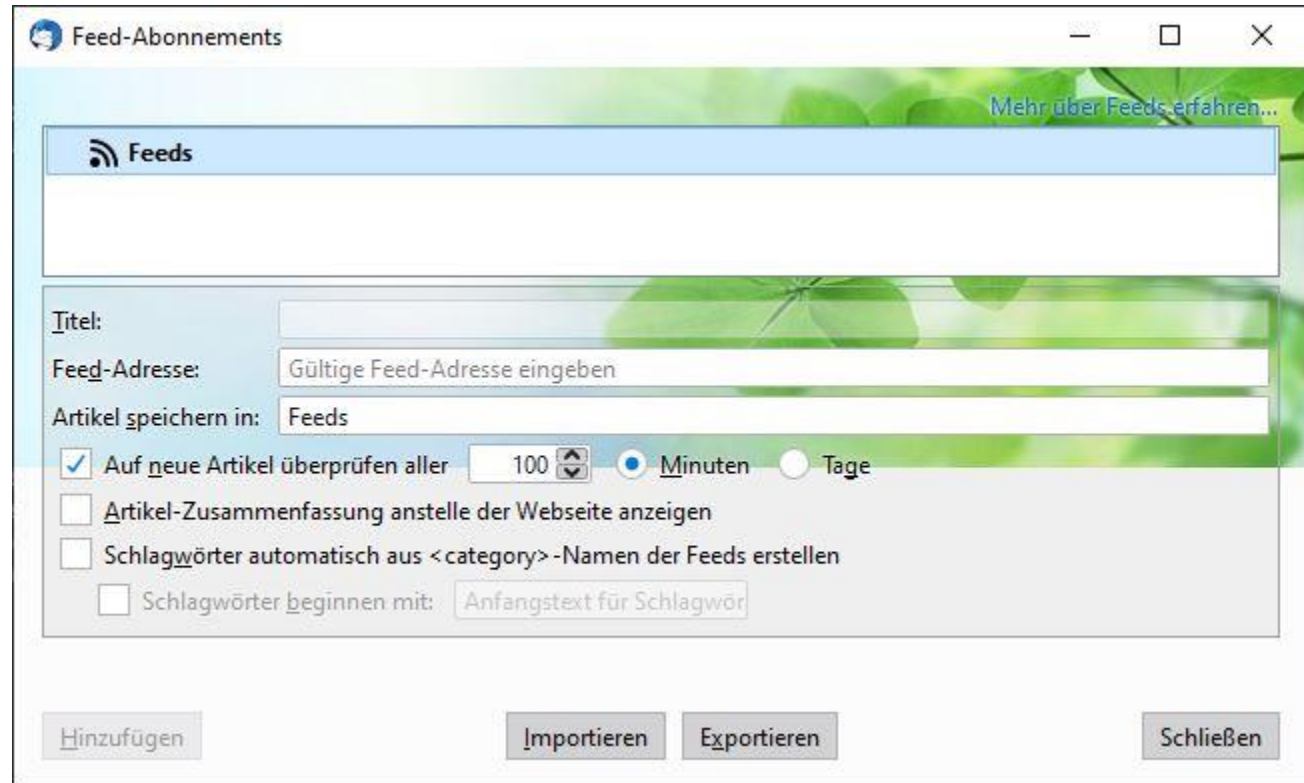 Feed-Abonnements
Mehr über Feeds erfahren...
Feeds
Titel:
Feed-Adresse: Gültige Feed-Adresse eingeben
Artikel speichern in: Feeds
Auf neue Artikel überprüfen aller 100 Minuten Tage
Artikel-Zusammenfassung anstelle der Webseite anzeigen
Schlagwörter automatisch aus <category>-Namen der Feeds erstellen
Schlagwörter beginnen mit: Anfangstext für Schlagwör
Hinzufügen Importieren Exportieren Schließen